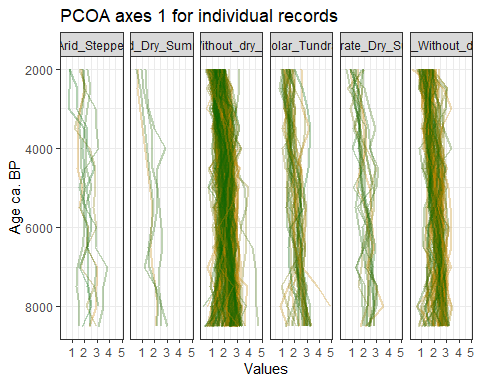 PCOA axes 1 for individual records
Arid_Steppe d_Dry_Sum Without_dry_ olar_Tundra rate_Dry_S _Without_d
2000
4000
6000
8000
Age ca. BP
1 2 3 4 5 1 2 3 4 5 1 2 3 4 5 1 2 3 4 5 1 2 3 4 5 1 2 3 4 5
Values